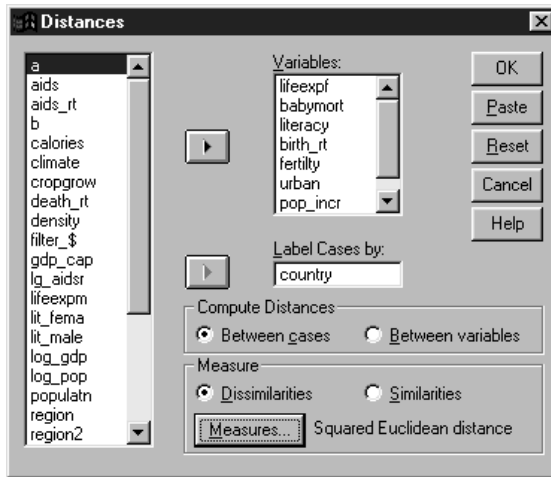 Distances
a
aids
aids_rt
b
calories
climate
cropgrow
death_rt
density
filter_$
gdp_cap
lg_aidsr
lifeexpm
lit_fema
lit_male
log_gdp
log_pop
populatn
region
region2
Variables:
lifeexpf
babymort
literacy
birth_rt
fertilty
urban
pop_incr
Label Cases by:
country
Compute Distances
Between cases
Between variables
Measure
Dissimilarities
Similarities
Measures...
Squared Euclidean distance
OK
Paste
Reset
Cancel
Help